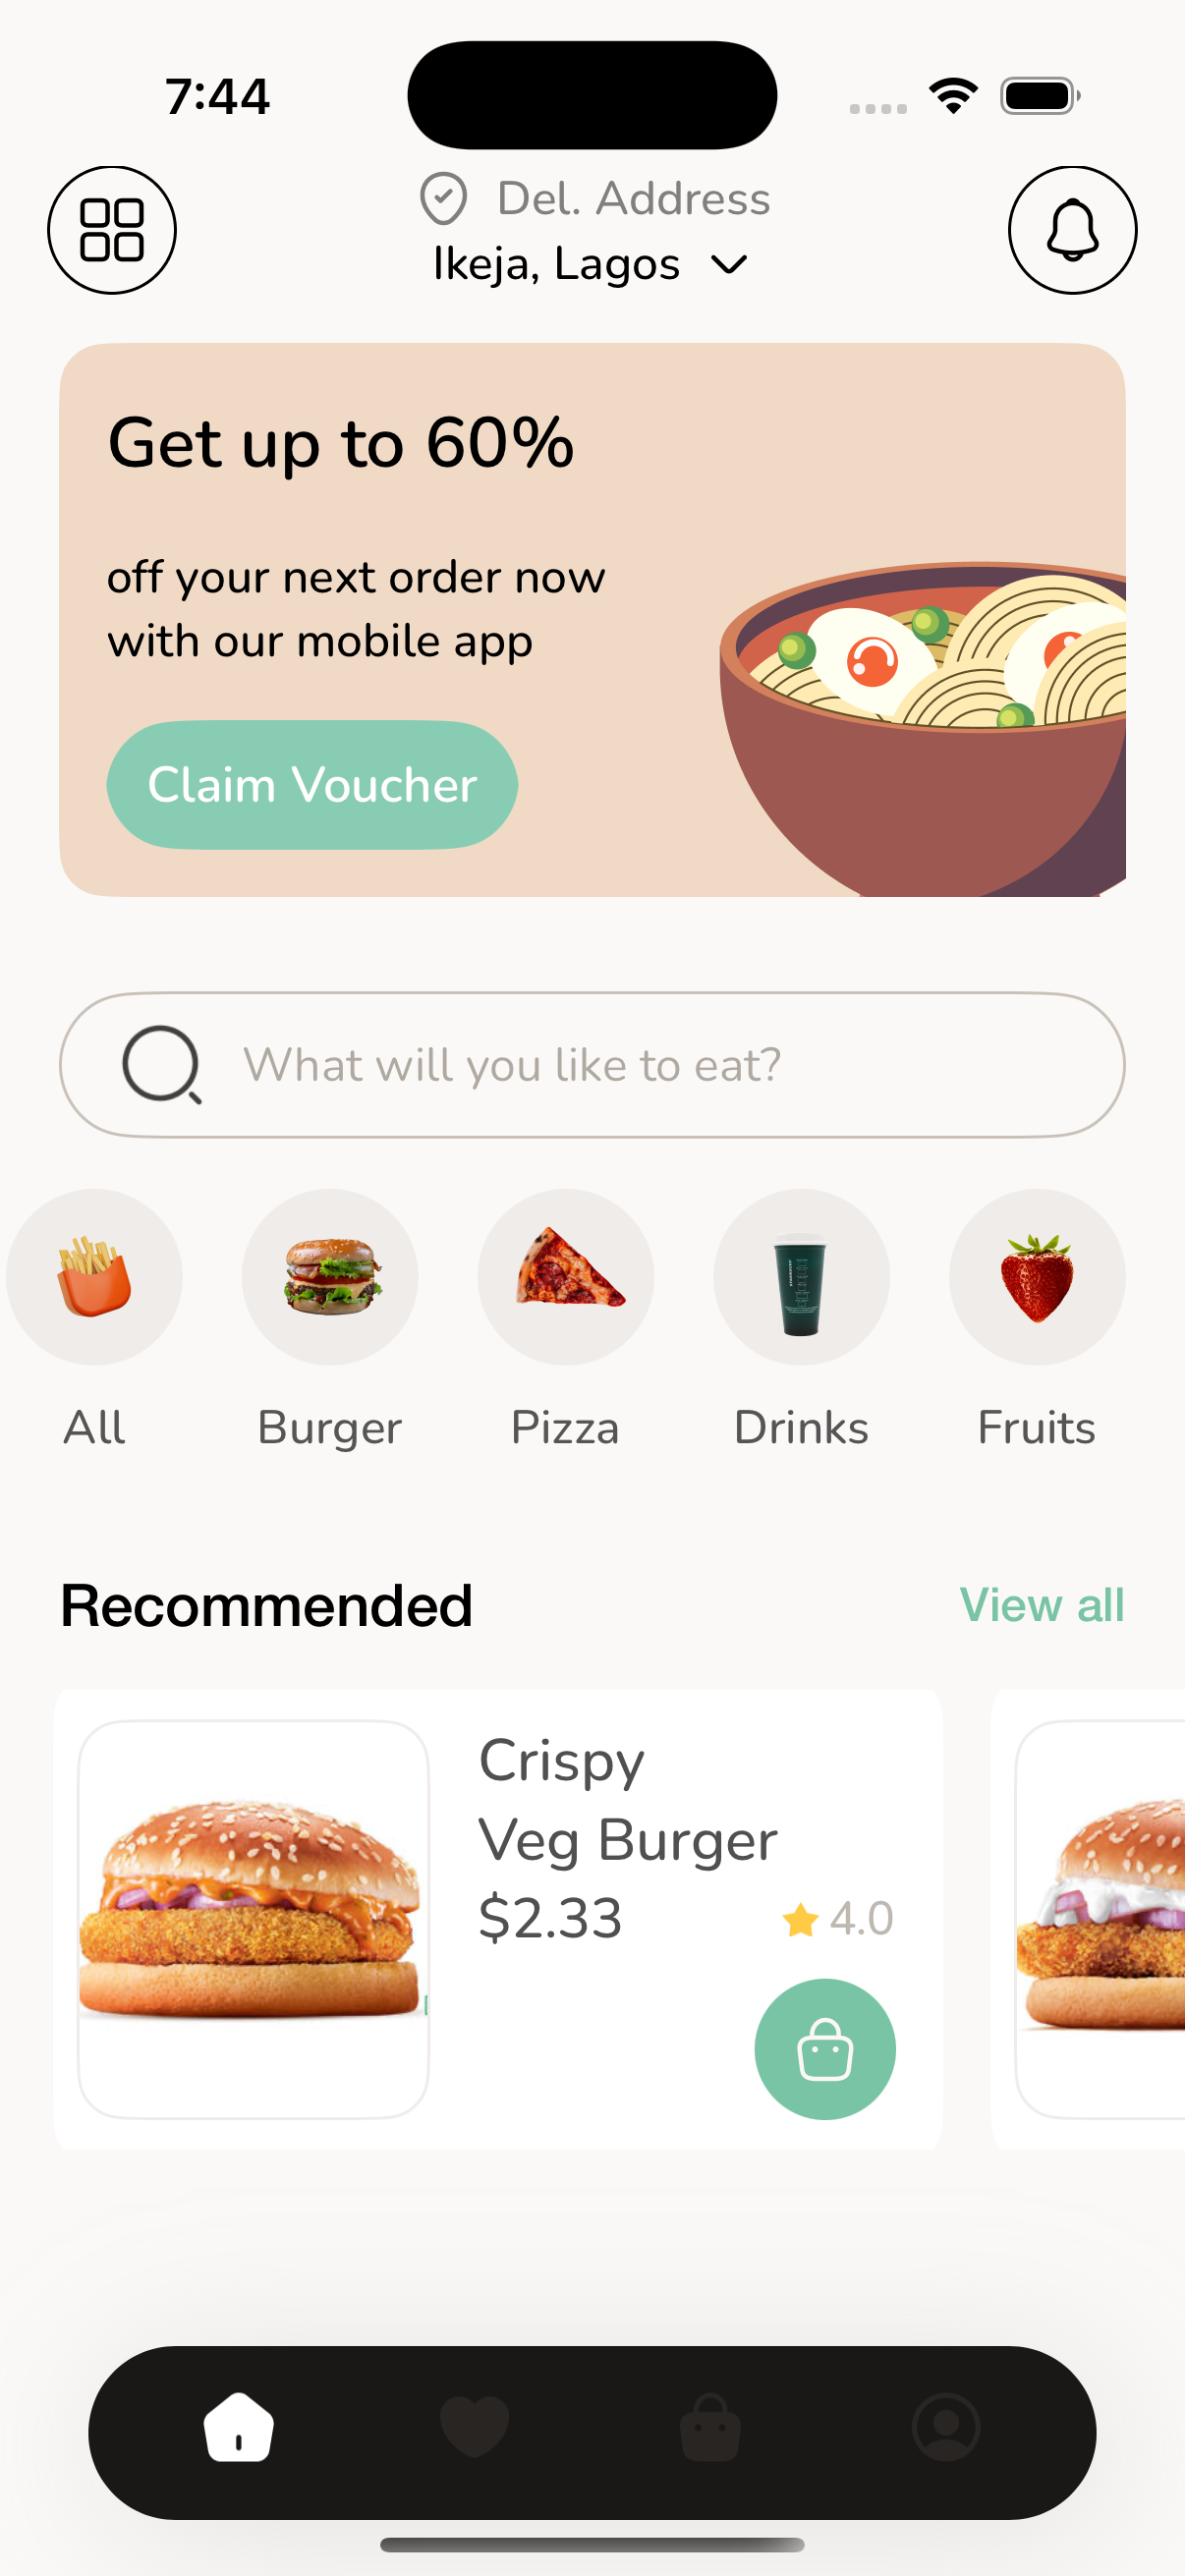 7:44
Del. Address
Ikeja, Lagos
Get up to 60%
off your next order now
with our mobile app
Claim Voucher
What will you like to eat?
All
Burger
Pizza
Drinks
Fruits
Recommended
View all
Crispy
Veg Burger
$2.33
4.0